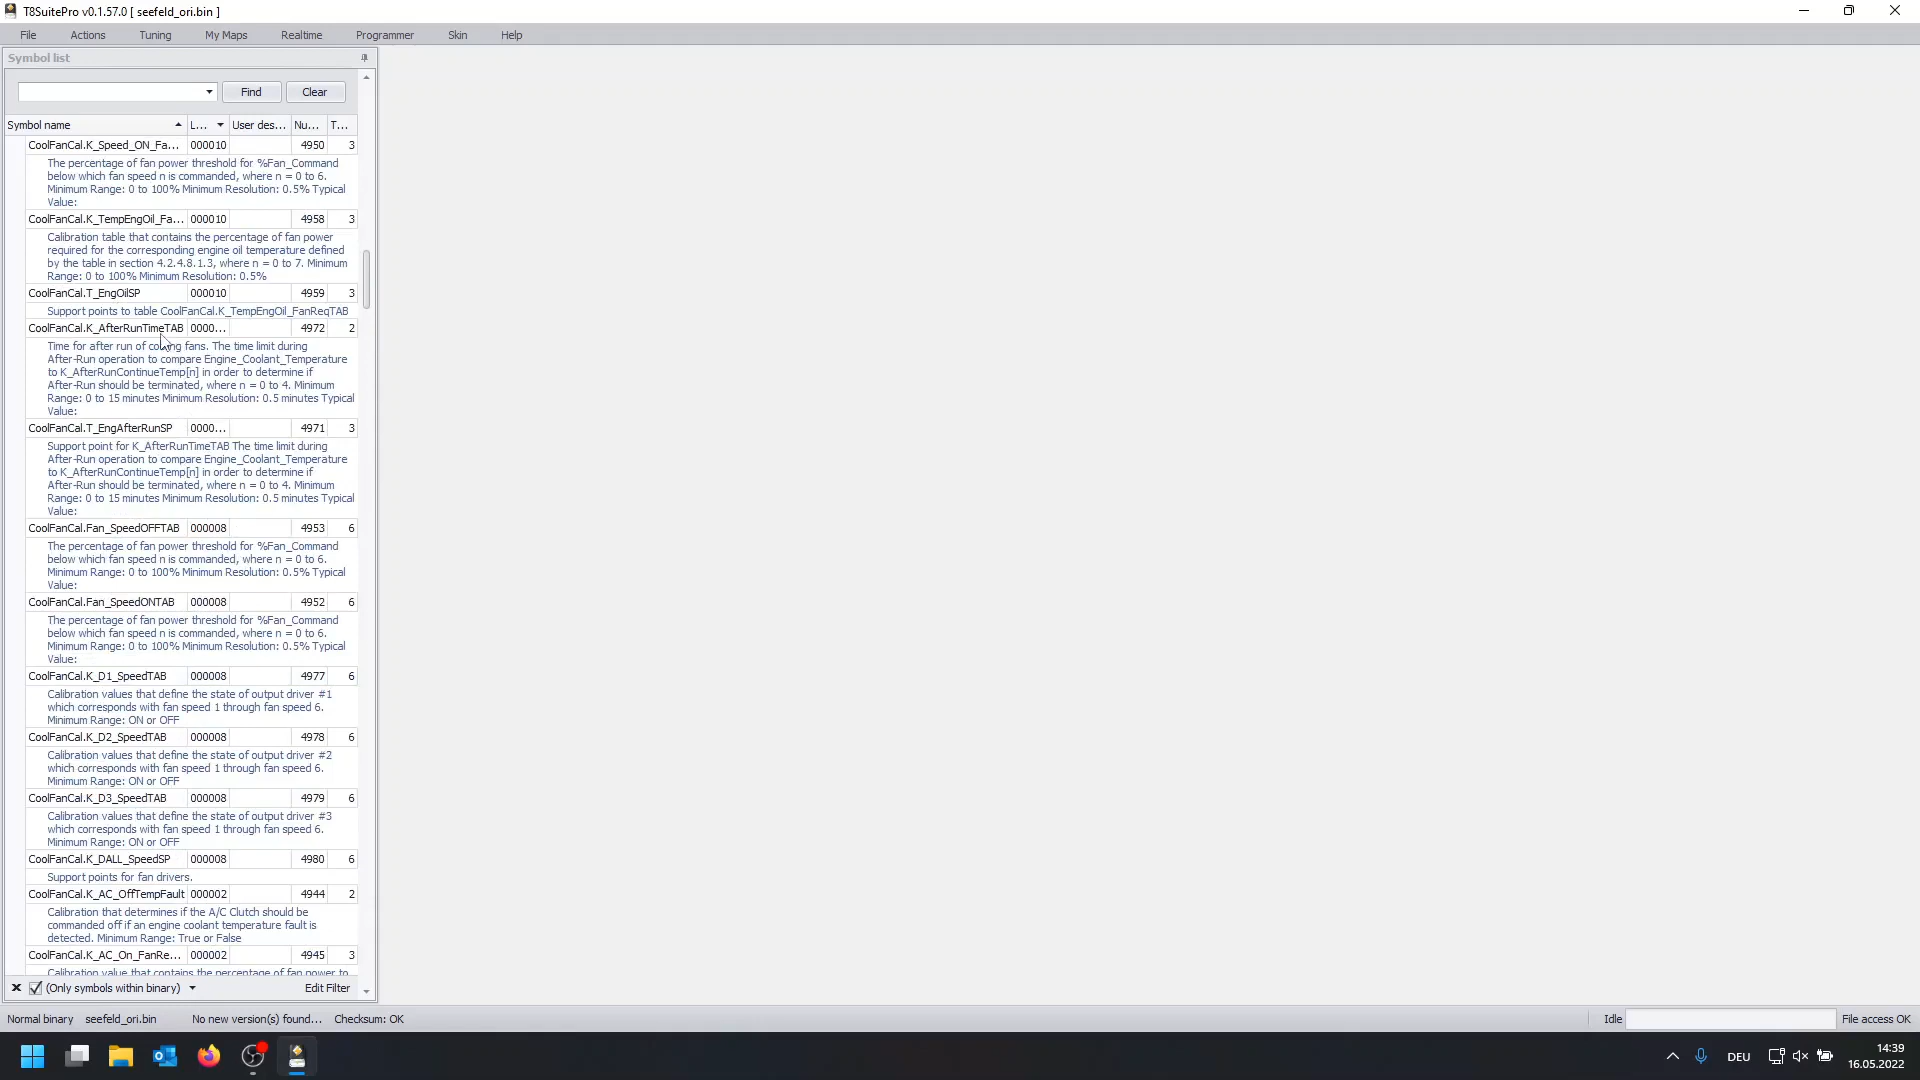 T8SuitePro v0.1.57.0 [ seefeld_ori.bin ]
File Actions Tuning My Maps Realtime Programmer Skin Help
Symbol list
Find Clear
Symbol name L... User des... Nu... T...
CoolFanCal.K_Speed_ON_Fa... 000010 4950 3
The percentage of fan power threshold for %Fan_Command
below which fan speed n is commanded, where n = 0 to 6.
Minimum Range: 0 to 100% Minimum Resolution: 0.5% Typical
Value:
CoolFanCal.K_TempEngOil_Fa... 000010 4958 3
Calibration table that contains the percentage of fan power
required for the corresponding engine oil temperature defined
by the table in section 4.2.4.8.1.3, where n = 0 to 7. Minimum
Range: 0 to 100% Minimum Resolution: 0.5%
CoolFanCal.T_EngOilSP 000010 4959 3
Support points to table CoolFanCal.K_TempEngOil_FanReqTAB
CoolFanCal.K_AfterRunTimeTAB 0000... 4972 2
Time for after run of cooling fans. The time limit during
After-Run operation to compare Engine_Coolant_Temperature
to K_AfterRunContinueTemp[n] in order to determine if
After-Run should be terminated, where n = 0 to 4. Minimum
Range: 0 to 15 minutes Minimum Resolution: 0.5 minutes Typical
Value:
CoolFanCal.T_EngAfterRunSP 0000... 4971 3
Support point for K_AfterRunTimeTAB The time limit during
After-Run operation to compare Engine_Coolant_Temperature
to K_AfterRunContinueTemp[n] in order to determine if
After-Run should be terminated, where n = 0 to 4. Minimum
Range: 0 to 15 minutes Minimum Resolution: 0.5 minutes Typical
Value:
CoolFanCal.Fan_SpeedOFFTAB 000008 4953 6
The percentage of fan power threshold for %Fan_Command
below which fan speed n is commanded, where n = 0 to 6.
Minimum Range: 0 to 100% Minimum Resolution: 0.5% Typical
Value:
CoolFanCal.Fan_SpeedONTAB 000008 4952 6
The percentage of fan power threshold for %Fan_Command
below which fan speed n is commanded, where n = 0 to 6.
Minimum Range: 0 to 100% Minimum Resolution: 0.5% Typical
Value:
CoolFanCal.K_D1_SpeedTAB 000008 4977 6
Calibration values that define the state of output driver #1
which corresponds with fan speed 1 through fan speed 6.
Minimum Range: ON or OFF
CoolFanCal.K_D2_SpeedTAB 000008 4978 6
Calibration values that define the state of output driver #2
which corresponds with fan speed 1 through fan speed 6.
Minimum Range: ON or OFF
CoolFanCal.K_D3_SpeedTAB 000008 4979 6
Calibration values that define the state of output driver #3
which corresponds with fan speed 1 through fan speed 6.
Minimum Range: ON or OFF
CoolFanCal.K_DALL_SpeedSP 000008 4980 6
Support points for fan drivers.
CoolFanCal.K_AC_OffTempFault 000002 4944 2
Calibration that determines if the A/C Clutch should be
commanded off if an engine coolant temperature fault is
detected. Minimum Range: True or False
CoolFanCal.K_AC_On_FanRe... 000002 4945 3
Calibration value that contains the percentage of fan power to
(Only symbols within binary) Edit Filter
Normal binary seefeld_ori.bin No new version(s) found... Checksum: OK Idle File access OK
DEU 14:39
16.05.2022